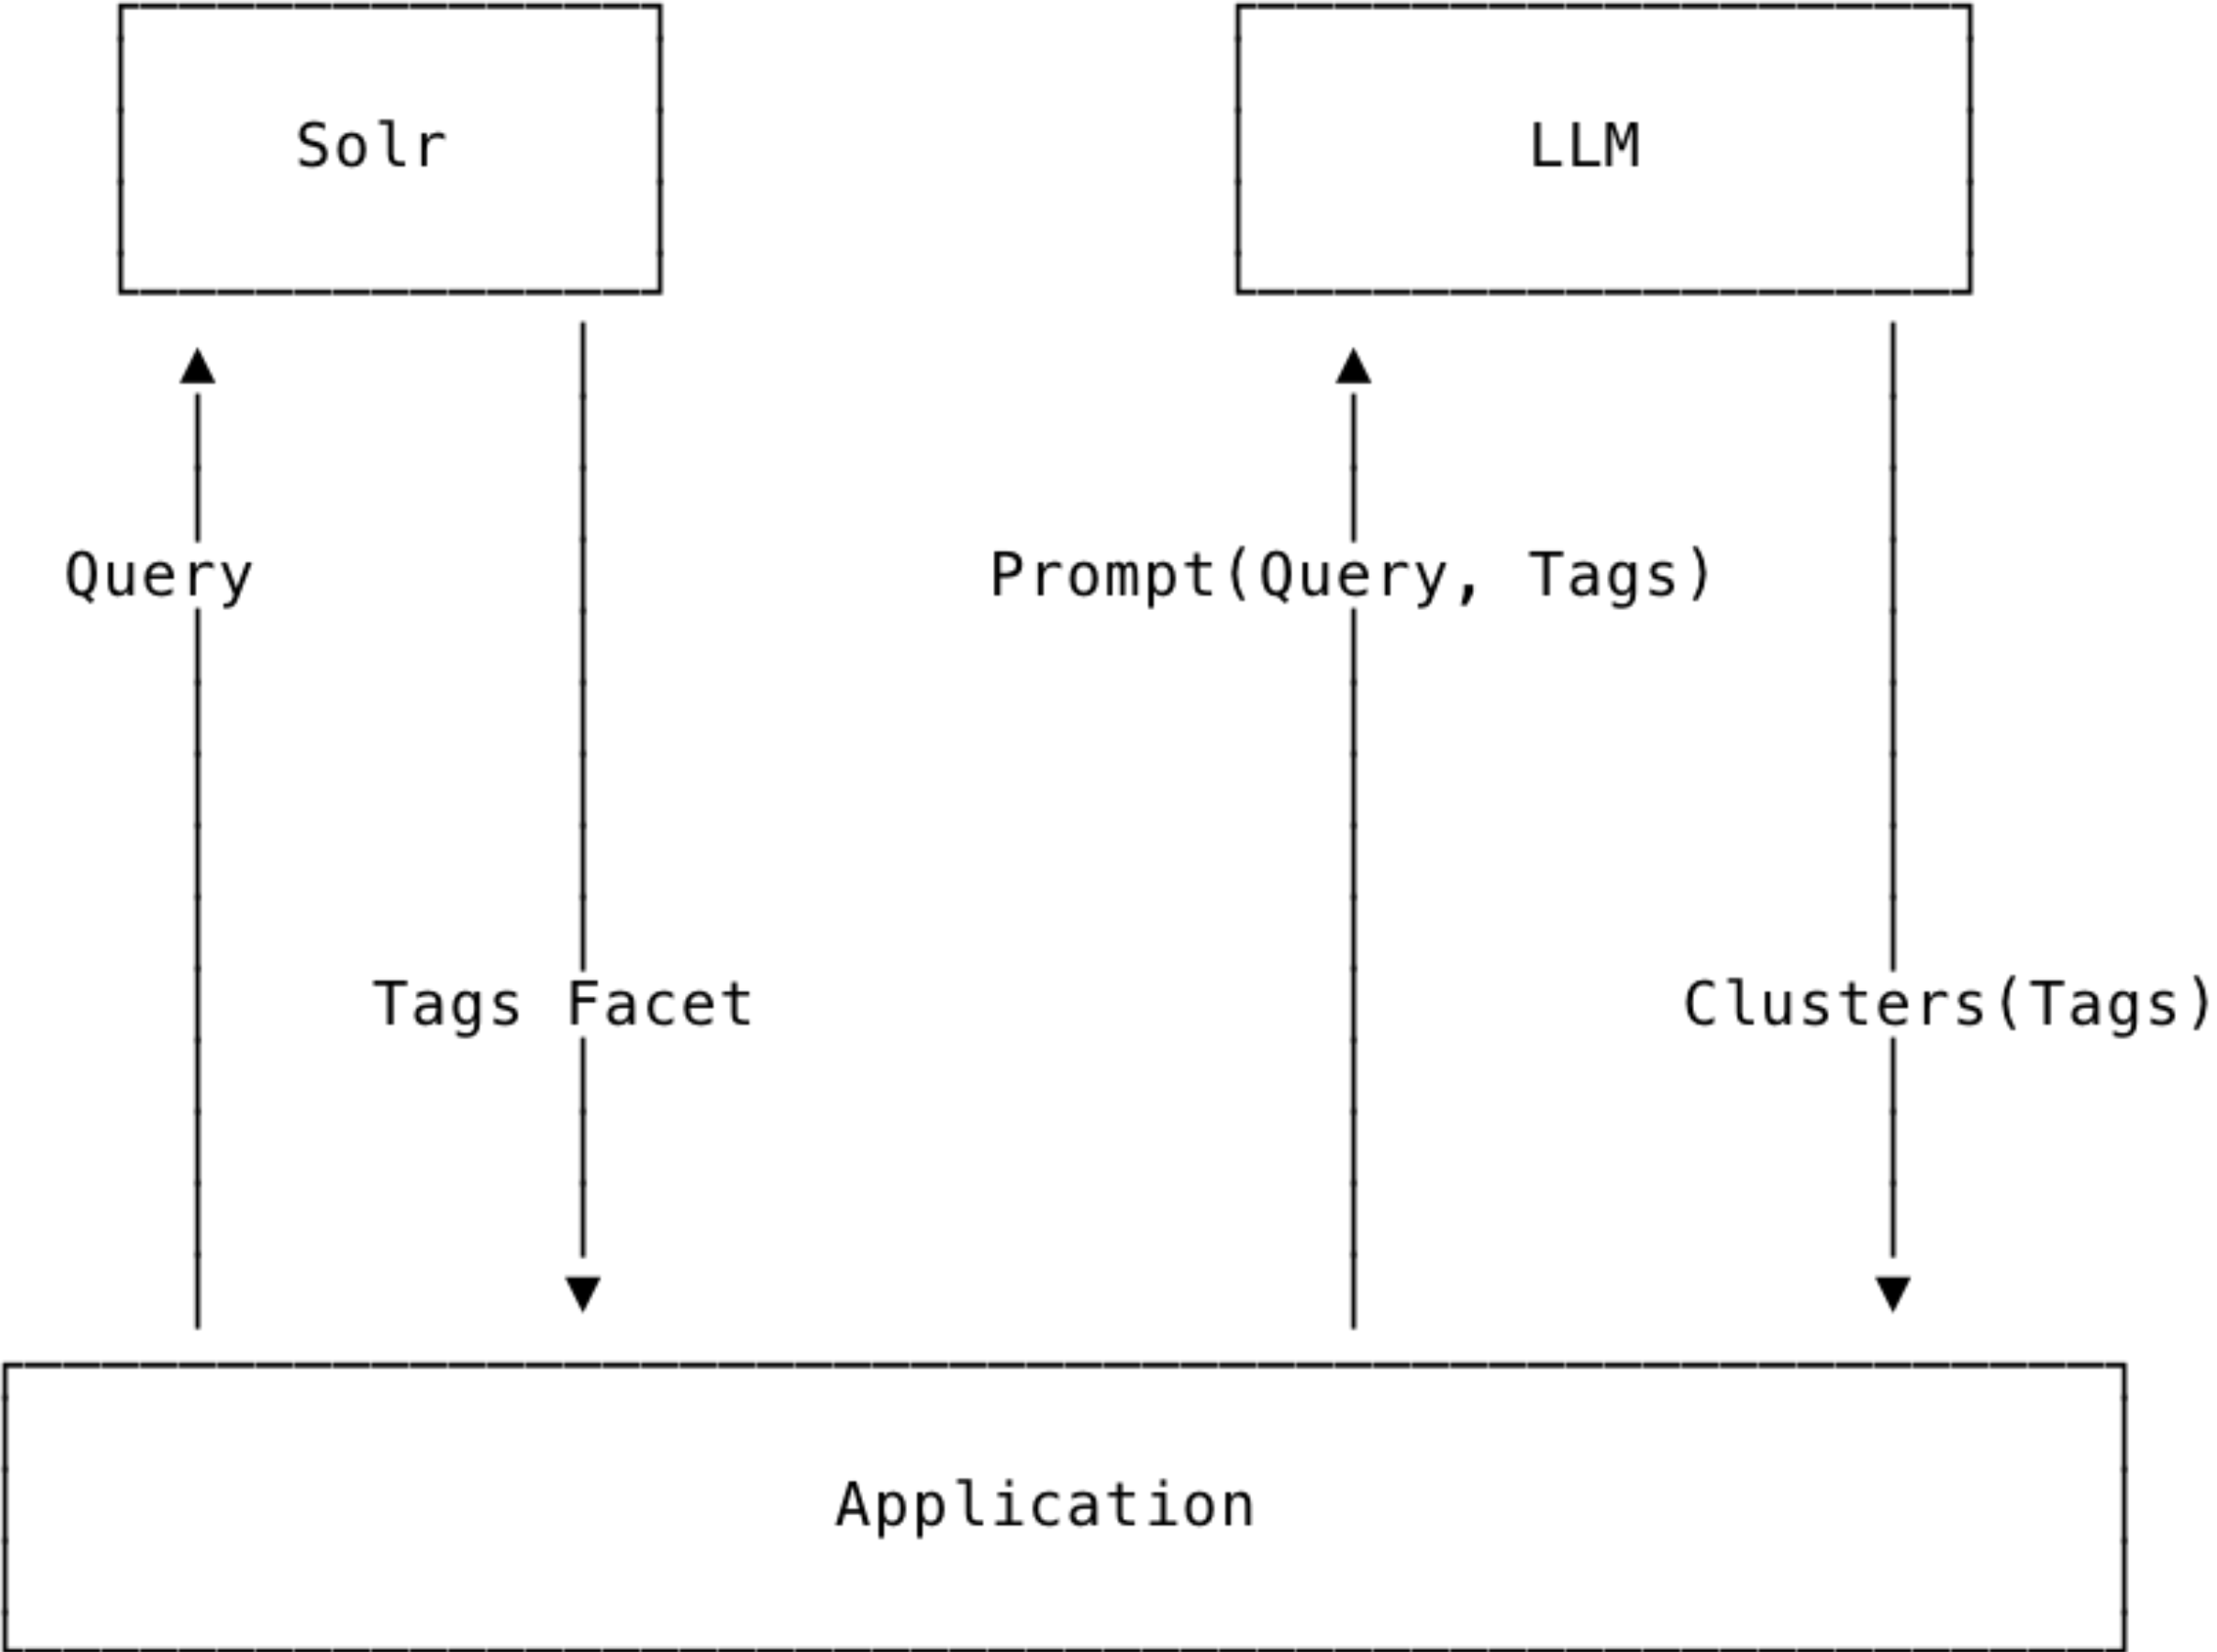 Solr
LLM
Query
Prompt(Query, Tags)
Tags Facet
Clusters(Tags)
Application